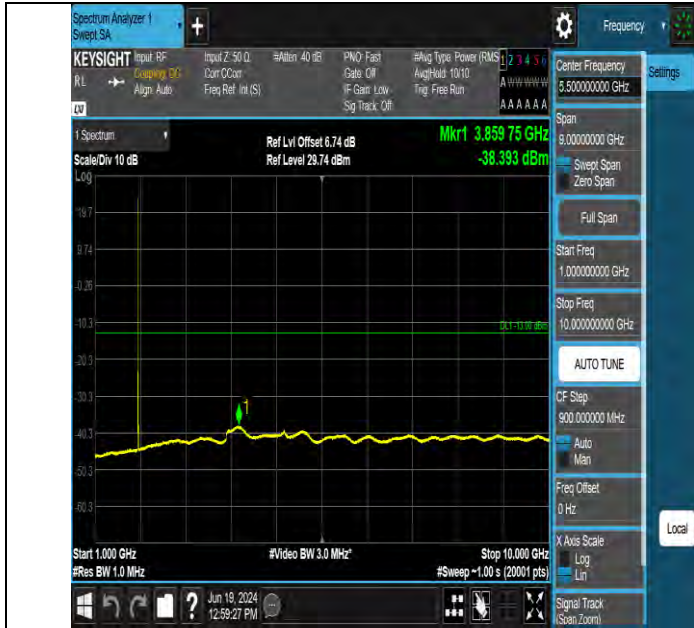 Spectrum Analyzer 1
Swept SA
Frequency
KEYSIGHT
RL
LXI
Input: RF
Coupling: DC
Align: Auto
Input Z: 50 Ω
Corr CCorr
Freq Ref: Int (S)
#Atten: 40 dB
PNO: Fast
Gate: Off
IF Gain: Low
Sig Track: Off
#Avg Type: Power (RMS
Avg|Hold: 10/10
Trig: Free Run
1 2 3 4 5 6
A W W W W W
A A A A A A
1 Spectrum
Scale/Div 10 dB
Log
Ref Lvl Offset 6.74 dB
Ref Level 29.74 dBm
Mkr1 3.859 75 GHz
-38.393 dBm
19.7
9.74
-0.26
-10.3
DL1 -13.00 dBm
-20.3
-30.3
1
-40.3
-50.3
-60.3
Start 1.000 GHz
#Res BW 1.0 MHz
#Video BW 3.0 MHz*
Stop 10.000 GHz
#Sweep ~1.00 s (20001 pts)
?
Jun 19, 2024
12:59:27 PM
Center Frequency
5.500000000 GHz
Span
9.00000000 GHz
Swept Span
Zero Span
Full Span
Start Freq
1.000000000 GHz
Stop Freq
10.000000000 GHz
AUTO TUNE
CF Step
900.000000 MHz
Auto
Man
Freq Offset
0 Hz
X Axis Scale
Log
Lin
Signal Track
(Span Zoom)
Settings
Local